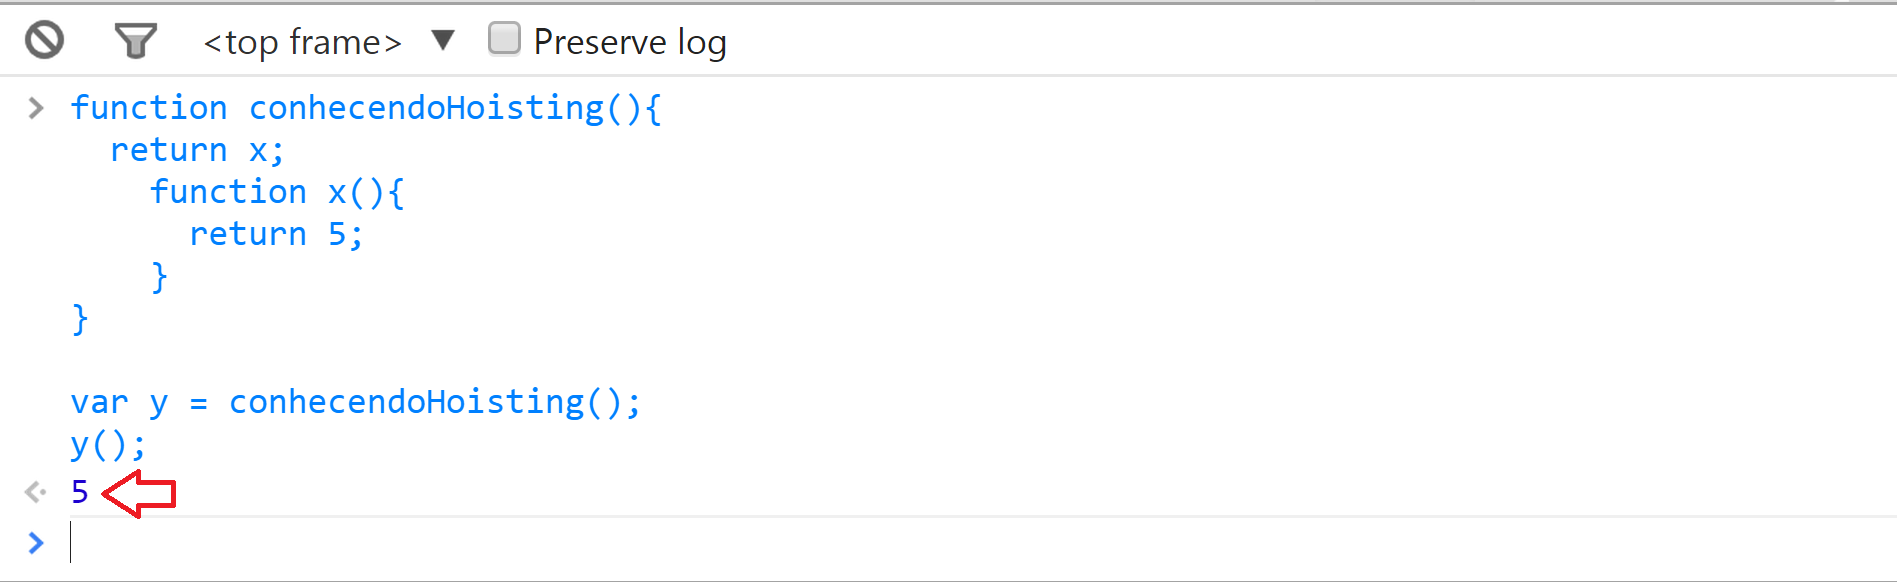 <top frame> ▼ Preserve log
function conhecendoHoisting(){
  return x;
    function x(){
      return 5;
    }
}
var y = conhecendoHoisting();
y();
5